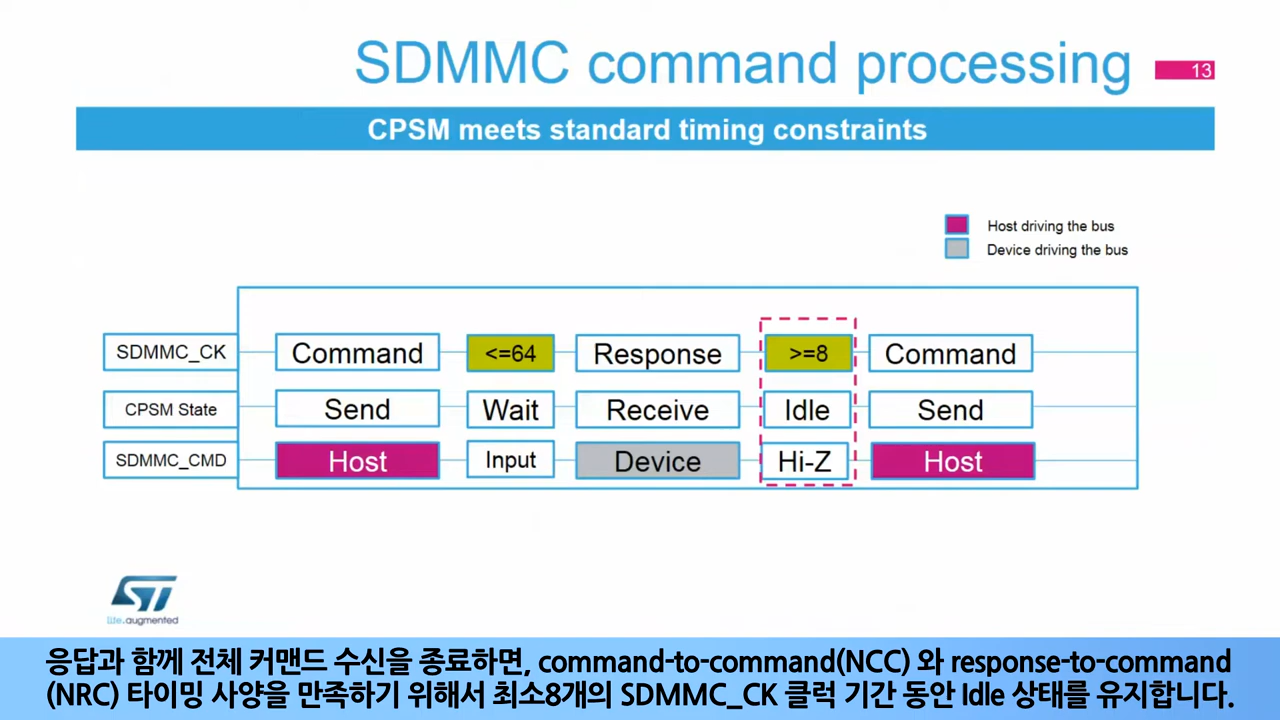 SDMMC command processing
13
CPSM meets standard timing constraints
Host driving the bus
Device driving the bus
SDMMC_CK Command <=64 Response >=8 Command
CPSM State Send Wait Receive Idle Send
SDMMC_CMD Host Input Device Hi-Z Host
life.augmented
응답과 함께 전체 커맨드 수신을 종료하면, command-to-command(NCC) 와 response-to-command
(NRC) 타이밍 사양을 만족하기 위해서 최소8개의 SDMMC_CK 클럭 기간 동안 Idle 상태를 유지합니다.